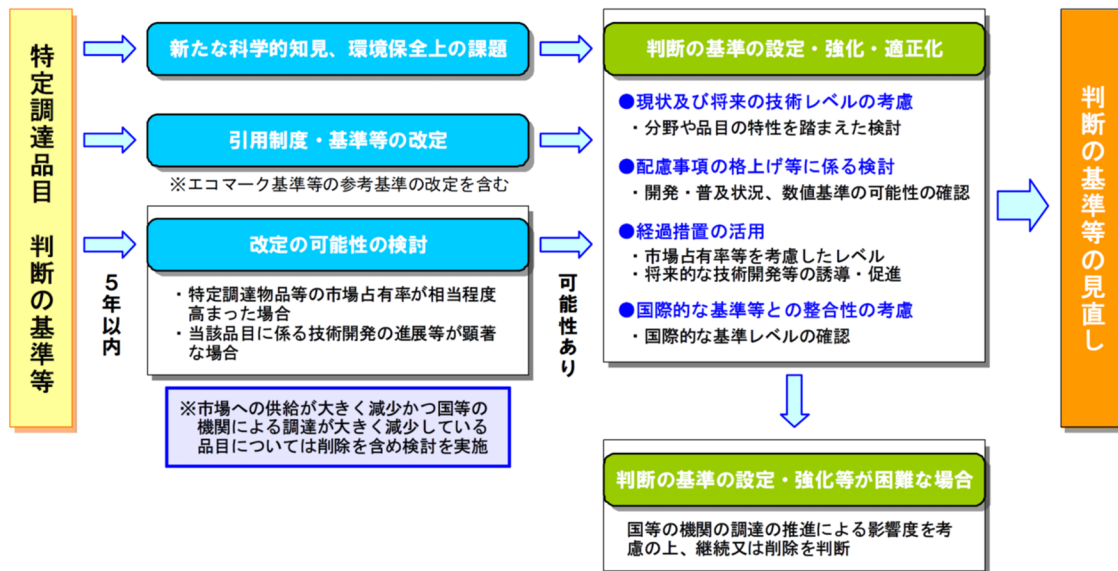 特定調達品目 判断の基準等
新たな科学的知見、環境保全上の課題
引用制度・基準等の改定
※エコマーク基準等の参考基準の改定を含む
5年以内
改定の可能性の検討
・特定調達物品等の市場占有率が相当程度
高まった場合
・当該品目に係る技術開発の進展等が顕著
な場合
※市場への供給が大きく減少かつ国等の
機関による調達が大きく減少している
品目については削除を含め検討を実施
可能性あり
判断の基準の設定・強化・適正化
●現状及び将来の技術レベルの考慮
・分野や品目の特性を踏まえた検討
●配慮事項の格上げ等に係る検討
・開発・普及状況、数値基準の可能性の確認
●経過措置の活用
・市場占有率等を考慮したレベル
・将来的な技術開発等の誘導・促進
●国際的な基準等との整合性の考慮
・国際的な基準レベルの確認
判断の基準の設定・強化等が困難な場合
国等の機関の調達の推進による影響度を考
慮の上、継続又は削除を判断
判断の基準等の見直し